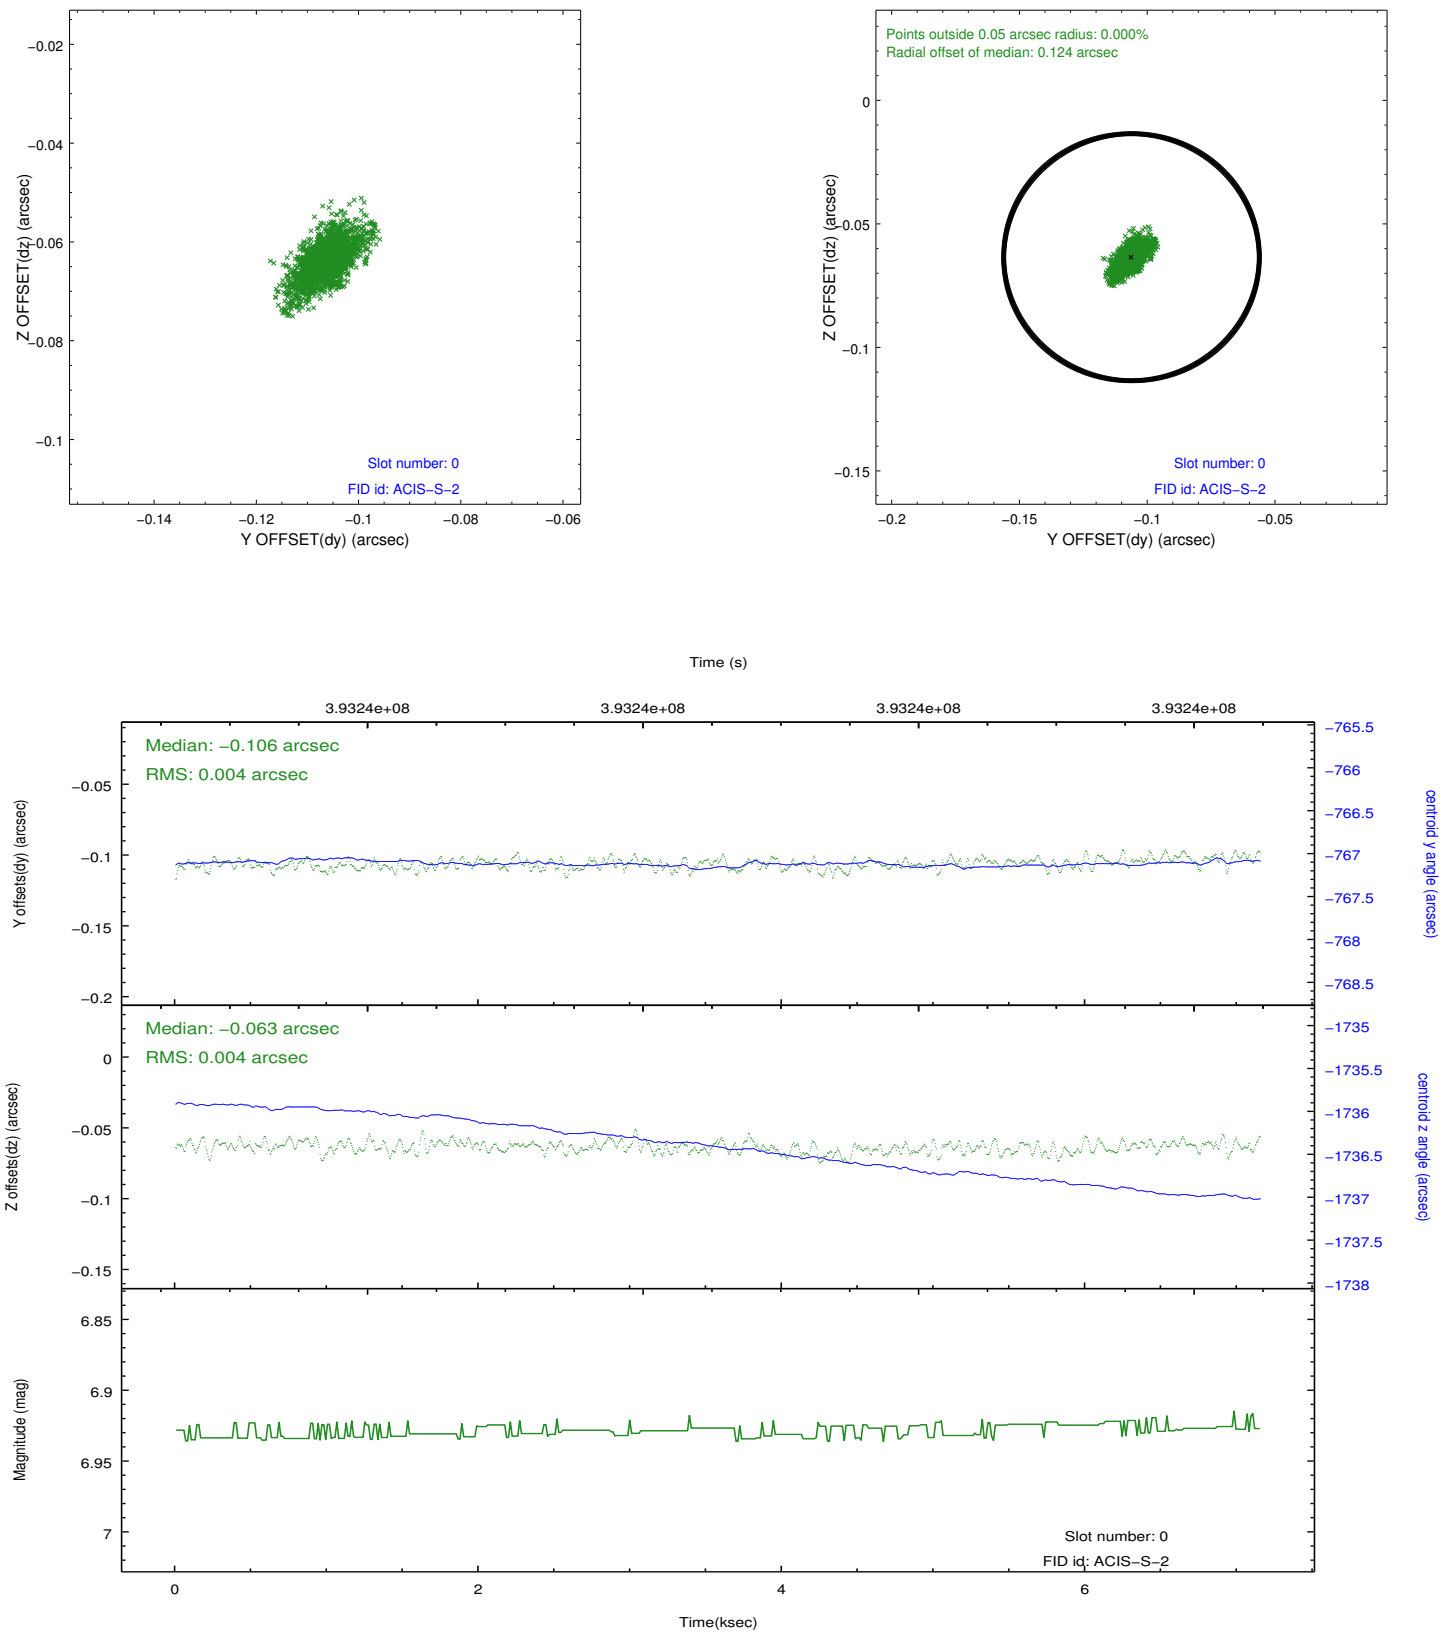 −0.02
−0.04
−0.06
−0.08
−0.1
Z OFFSET(dz) (arcsec)
Slot number: 0
FID id: ACIS−S−2
−0.14
−0.12
−0.1
−0.08
−0.06
Y OFFSET(dy) (arcsec)
Points outside 0.05 arcsec radius: 0.000%
Radial offset of median: 0.124 arcsec
0
−0.05
−0.1
−0.15
Z OFFSET(dz) (arcsec)
Slot number: 0
FID id: ACIS−S−2
−0.2
−0.15
−0.1
−0.05
Y OFFSET(dy) (arcsec)
Time (s)
3.9324e+08
3.9324e+08
3.9324e+08
3.9324e+08
Median: −0.106 arcsec
RMS: 0.004 arcsec
−0.05
−0.1
−0.15
−0.2
Y offsets(dy) (arcsec)
−765.5
−766
−766.5
−767
−767.5
−768
−768.5
centroid y angle (arcsec)
Median: −0.063 arcsec
RMS: 0.004 arcsec
0
−0.05
−0.1
−0.15
Z offsets(dz) (arcsec)
−1735
−1735.5
−1736
−1736.5
−1737
−1737.5
−1738
centroid z angle (arcsec)
6.85
6.9
6.95
7
Magnitude (mag)
Slot number: 0
FID id: ACIS−S−2
0
2
4
6
Time(ksec)